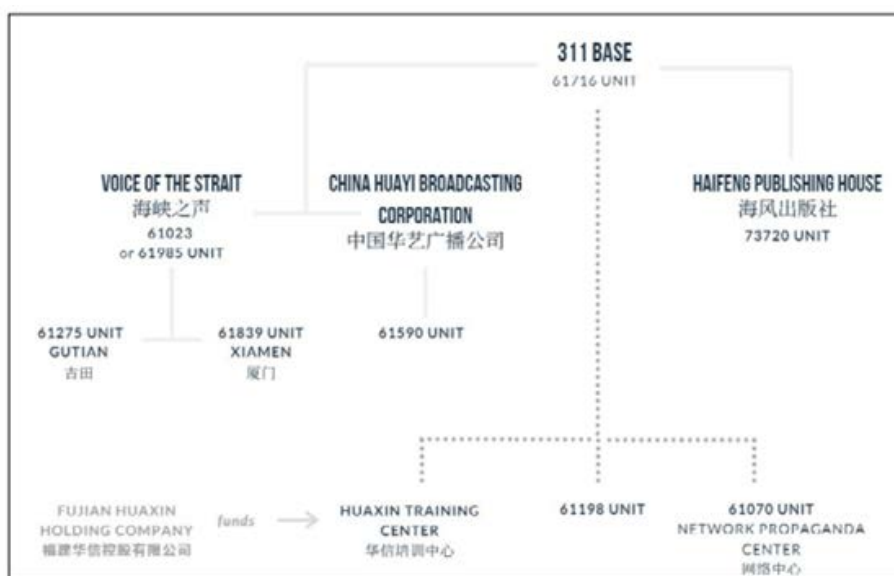 311 BASE
61716 UNIT
VOICE OF THE STRAIT
海峡之声
61023
or 61985 UNIT
CHINA HUAYI BROADCASTING
CORPORATION
中国华艺广播公司
HAIFENG PUBLISHING HOUSE
海风出版社
73720 UNIT
61275 UNIT
GUTIAN
古田
61839 UNIT
XIAMEN
厦门
61590 UNIT
FUJIAN HUAXIN
HOLDING COMPANY
福建华信控股有限公司
funds
HUAXIN TRAINING
CENTER
华信培训中心
61198 UNIT
61070 UNIT
NETWORK PROPAGANDA
CENTER
网络中心